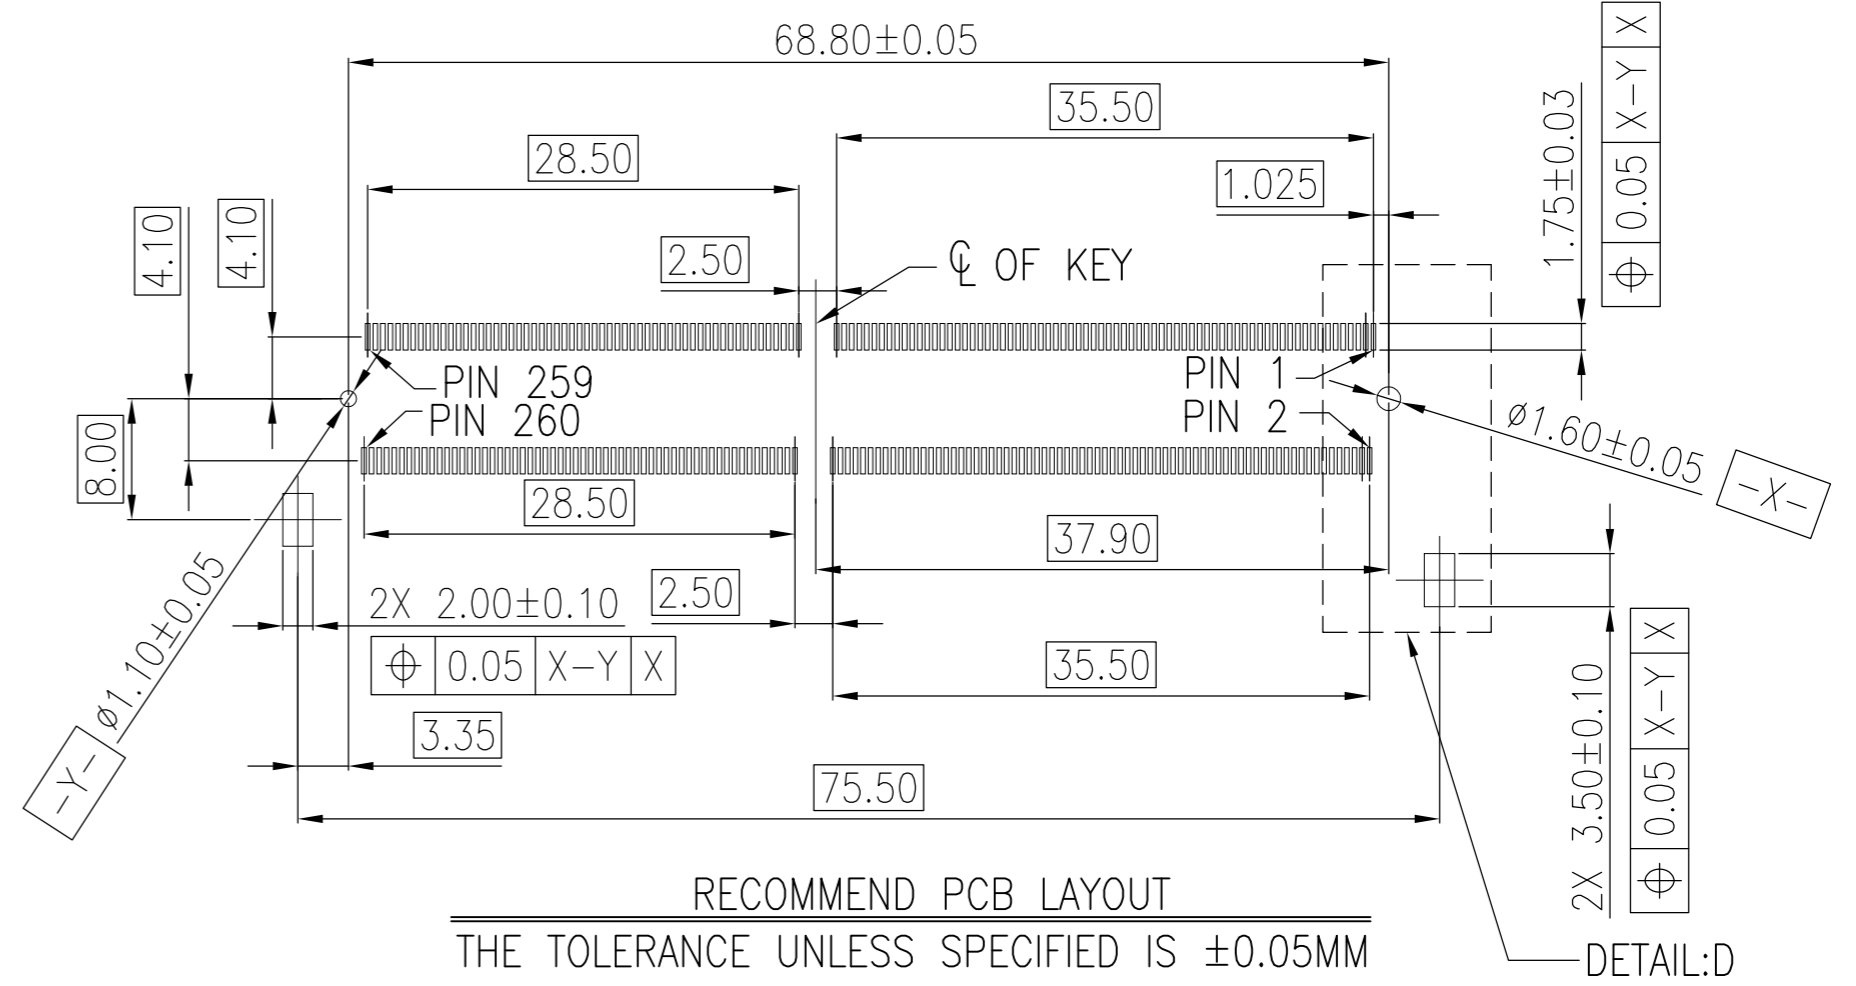 68.80±0.05
35.50
28.50
1.025
1.75±0.03
⌖ 0.05 X-Y X
4.10
4.10
2.50
℄ OF KEY
PIN 259
PIN 260
PIN 1
PIN 2
8.00
ø1.60±0.05
-X-
28.50
37.90
2X 2.00±0.10
⌖ 0.05 X-Y X
2.50
35.50
ø1.10±0.05
-Y-
3.35
75.50
2X 3.50±0.10
⌖ 0.05 X-Y X
RECOMMEND PCB LAYOUT
THE TOLERANCE UNLESS SPECIFIED IS ±0.05MM
DETAIL:D